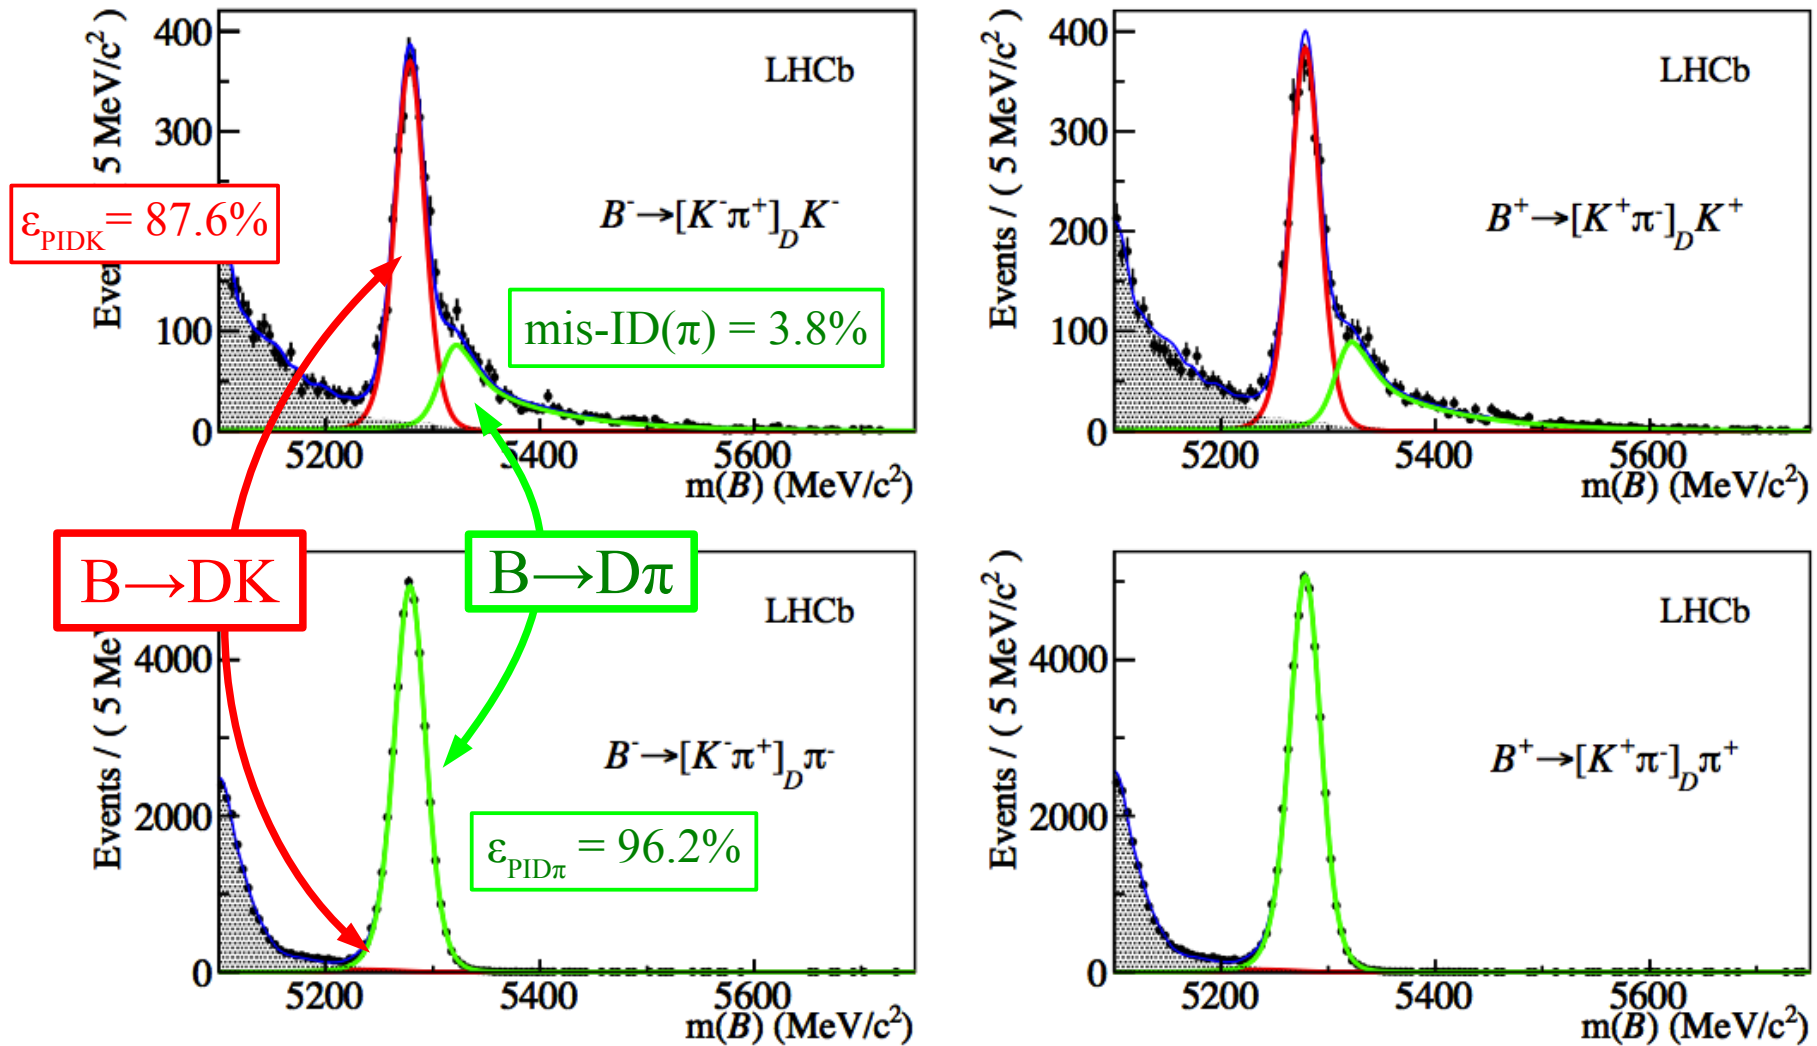 Events / ( 5 MeV/c²)
400
300
100
0
LHCb
B⁻→[K⁻π⁺]_D K⁻
ε_PIDK = 87.6%
mis-ID(π) = 3.8%
5200 5400 5600
m(B) (MeV/c²)
Events / ( 5 MeV/c²)
400
300
200
100
0
LHCb
B⁺→[K⁺π⁻]_D K⁺
5200 5400 5600
m(B) (MeV/c²)
B→DK
B→Dπ
Events / ( 5 MeV/c²)
4000
2000
0
LHCb
B⁻→[K⁻π⁺]_D π⁻
ε_PIDπ = 96.2%
5200 5400 5600
m(B) (MeV/c²)
Events / ( 5 MeV/c²)
4000
2000
0
LHCb
B⁺→[K⁺π⁻]_D π⁺
5200 5400 5600
m(B) (MeV/c²)